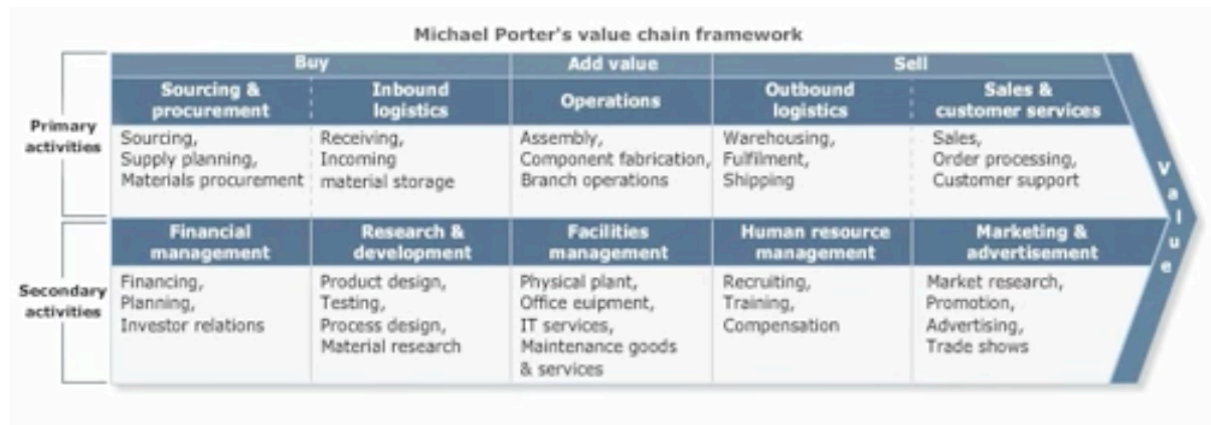 Michael Porter's value chain framework
Buy
Add value
Sell
Primary
activities
Sourcing &
procurement
Inbound
logistics
Operations
Outbound
logistics
Sales &
customer services
Sourcing,
Supply planning,
Materials procurement
Receiving,
Incoming
material storage
Assembly,
Component fabrication,
Branch operations
Warehousing,
Fulfilment,
Shipping
Sales,
Order processing,
Customer support
Secondary
activities
Financial
management
Research &
development
Facilities
management
Human resource
management
Marketing &
advertisement
Financing,
Planning,
Investor relations
Product design,
Testing,
Process design,
Material research
Physical plant,
Office euipment,
IT services,
Maintenance goods
& services
Recruiting,
Training,
Compensation
Market research,
Promotion,
Advertising,
Trade shows
Value